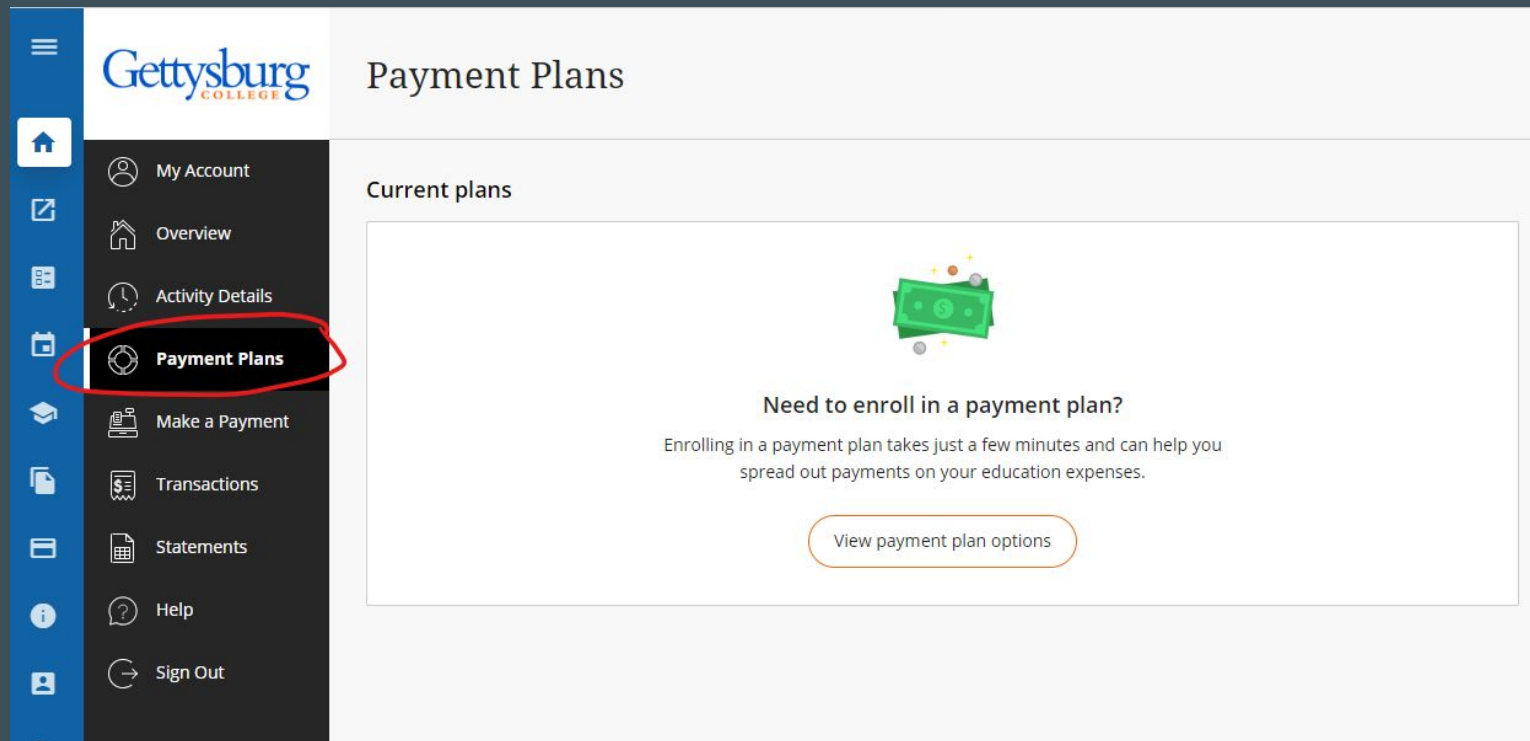 Gettysburg
COLLEGE
Payment Plans
My Account
Overview
Activity Details
Payment Plans
Make a Payment
Transactions
Statements
Help
Sign Out
Current plans
$
Need to enroll in a payment plan?
Enrolling in a payment plan takes just a few minutes and can help you
spread out payments on your education expenses.
View payment plan options